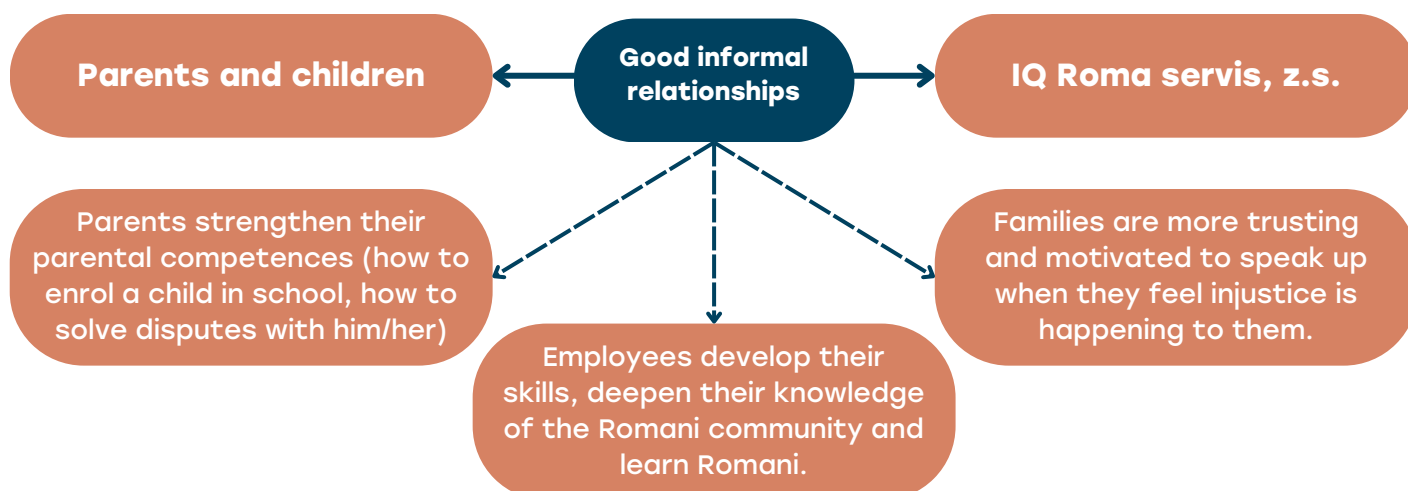 Parents and children
Good informal
relationships
IQ Roma servis, z.s.
Parents strengthen their
parental competences (how to
enrol a child in school, how to
solve disputes with him/her)
Employees develop their
skills, deepen their knowledge
of the Romani community and
learn Romani.
Families are more trusting
and motivated to speak up
when they feel injustice is
happening to them.